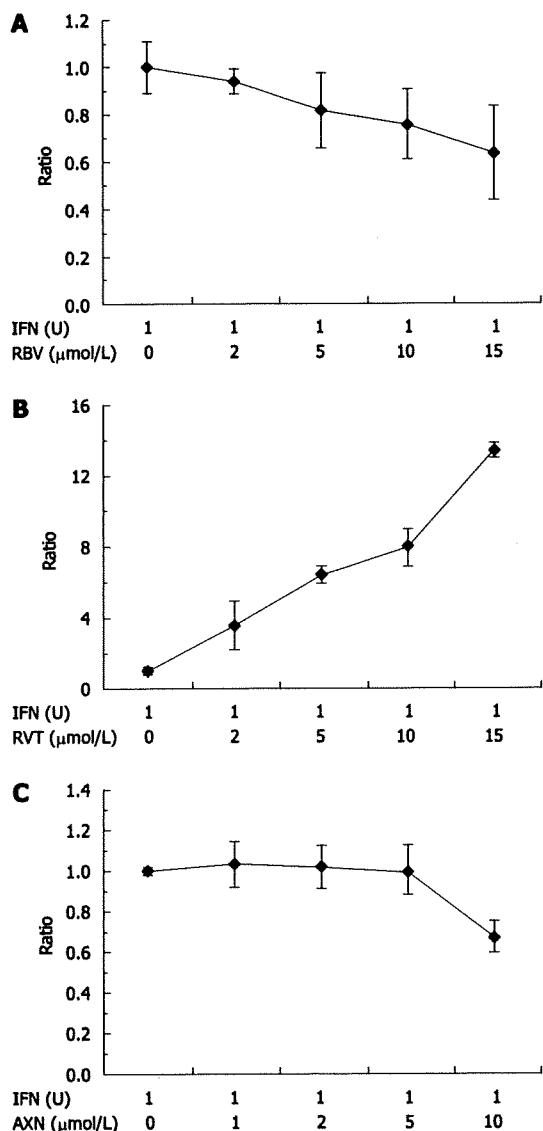 A
1.2
1.0
0.8
0.6
0.4
0.2
0.0
Ratio
IFN (U) 1 1 1 1 1
RBV (μmol/L) 0 2 5 10 15
B
16
12
8
4
0
Ratio
IFN (U) 1 1 1 1 1
RVT (μmol/L) 0 2 5 10 15
C
1.4
1.2
1.0
0.8
0.6
0.4
0.2
0.0
Ratio
IFN (U) 1 1 1 1 1
AXN (μmol/L) 0 1 2 5 10